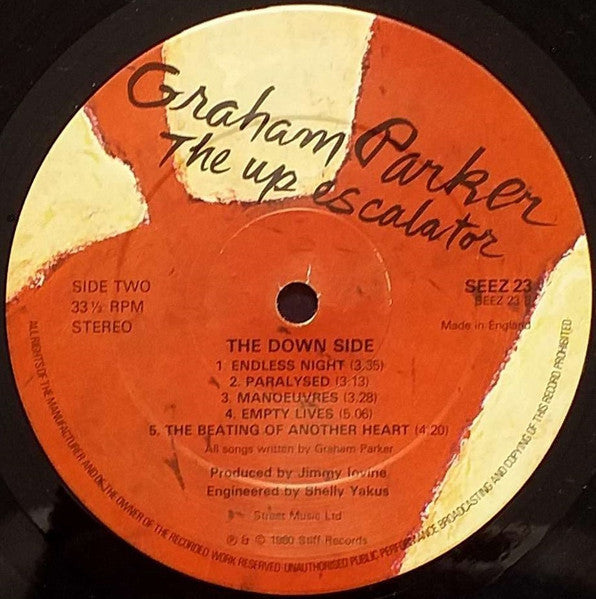 Graham Parker
The up escalator
SIDE TWO
33⅓ RPM
STEREO
SEEZ 23
SEEZ 23 B
Made in England
THE DOWN SIDE
1. ENDLESS NIGHT (3.35)
2. PARALYSED (3:13)
3. MANOEUVRES (3.28)
4. EMPTY LIVES (5.06)
5. THE BEATING OF ANOTHER HEART (4:20)
All songs written by Graham Parker
Produced by Jimmy Iovine
Engineered by Shelly Yakus
Street Music Ltd
℗ & © 1980 Stiff Records
ALL RIGHTS OF THE MANUFACTURER AND OF THE OWNER OF THE RECORDED WORK RESERVED. UNAUTHORISED PUBLIC PERFORMANCE BROADCASTING AND COPYING OF THIS RECORD PROHIBITED